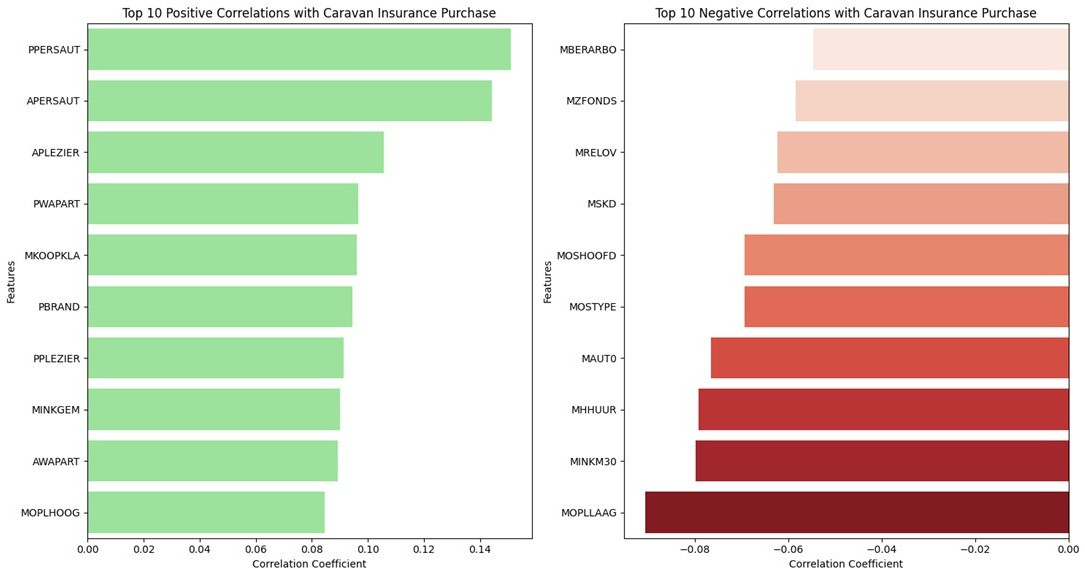 Top 10 Positive Correlations with Caravan Insurance Purchase
Features
PPERSAUT
APERSAUT
APLEZIER
PWAPART
MKOOPKLA
PBRAND
PPLEZIER
MINKGEM
AWAPART
MOPLHOOG
0.00 0.02 0.04 0.06 0.08 0.10 0.12 0.14
Correlation Coefficient
Top 10 Negative Correlations with Caravan Insurance Purchase
Features
MBERARBO
MZFONDS
MRELOV
MSKD
MOSHOOFD
MOSTYPE
MAUT0
MHHUUR
MINKM30
MOPLLAAG
−0.08 −0.06 −0.04 −0.02 0.00
Correlation Coefficient